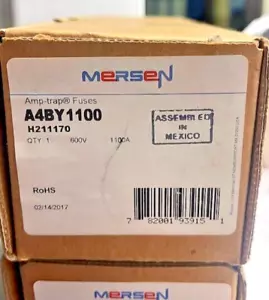 MERSEN
Amp-trap® Fuses
A4BY1100
H211170
QTY: 1 600V 1100A
ASSEMBLED
IN
MEXICO
RoHS
02/14/2017
7 82001 93915 1
MERSEN